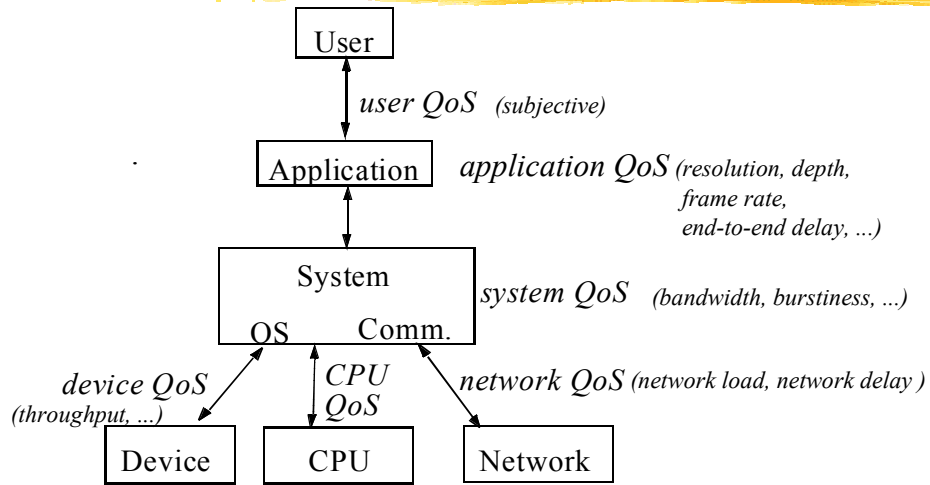 User
user QoS (subjective)
Application
application QoS (resolution, depth,
frame rate,
end-to-end delay, ...)
System
system QoS (bandwidth, burstiness, ...)
OS
Comm.
device QoS
(throughput, ...)
CPU
QoS
network QoS (network load, network delay )
Device
CPU
Network